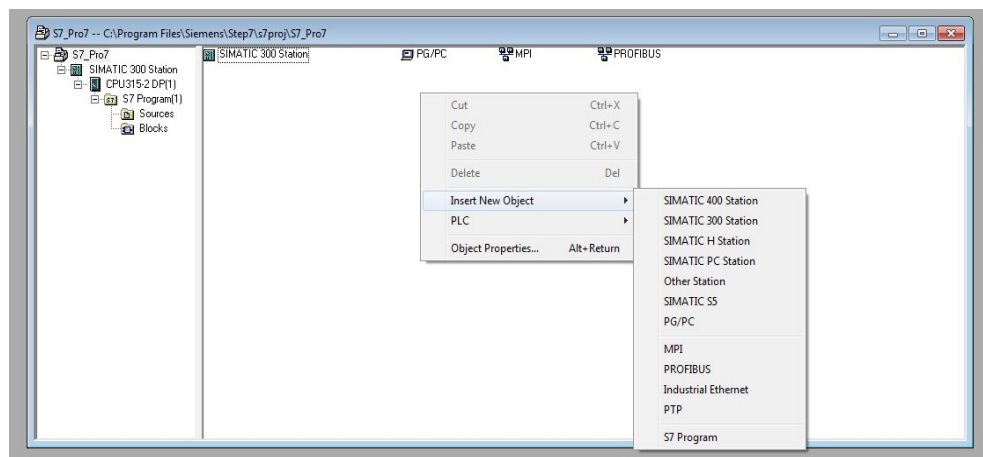 S7_Pro7 -- C:\Program Files\Siemens\Step7\s7proj\S7_Pro7
S7_Pro7
SIMATIC 300 Station
CPU315-2 DP(1)
S7 Program(1)
Sources
Blocks
SIMATIC 300 Station PG/PC MPI PROFIBUS
Cut Ctrl+X
Copy Ctrl+C
Paste Ctrl+V
Delete Del
Insert New Object
PLC
Object Properties... Alt+Return
SIMATIC 400 Station
SIMATIC 300 Station
SIMATIC H Station
SIMATIC PC Station
Other Station
SIMATIC S5
PG/PC
MPI
PROFIBUS
Industrial Ethernet
PTP
S7 Program